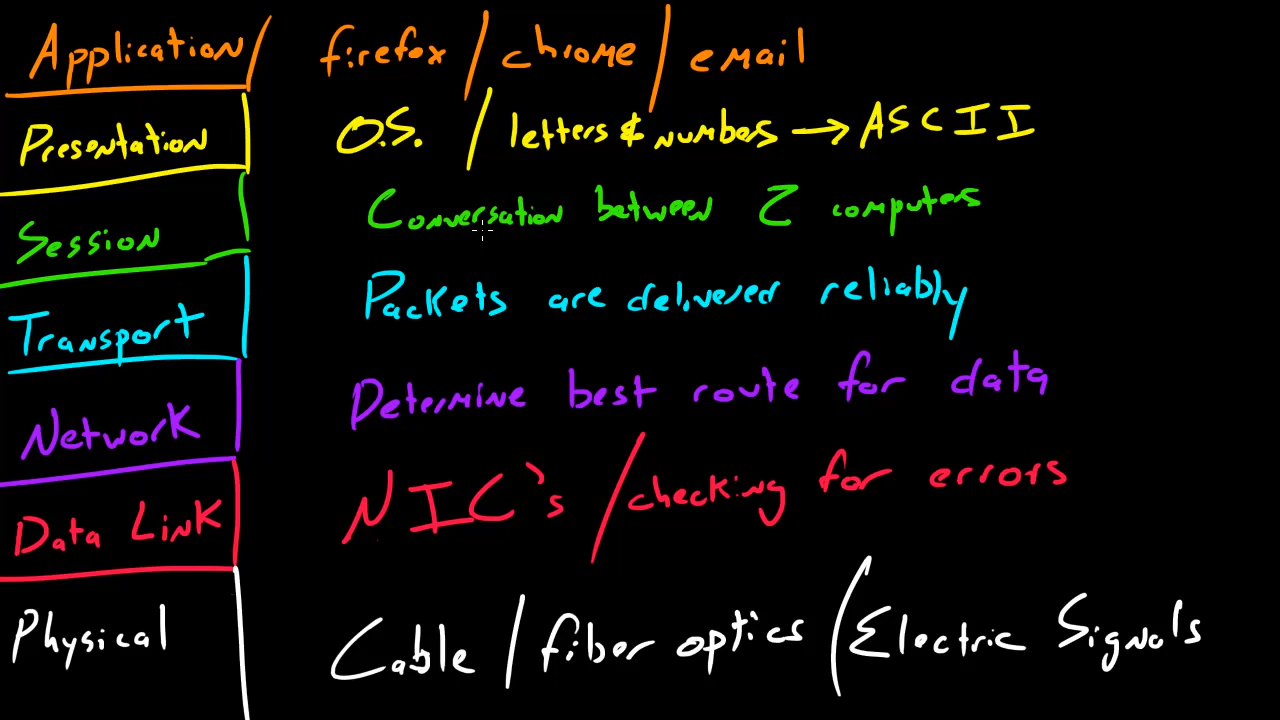 Application / firefox / chrome / email
Presentation O.S. / letters & numbers → ASCII
Session Conversation between 2 computers
Transport Packets are delivered reliably
Network Determine best route for data
Data Link NIC's / checking for errors
Physical Cable / fiber optics / Electric Signals